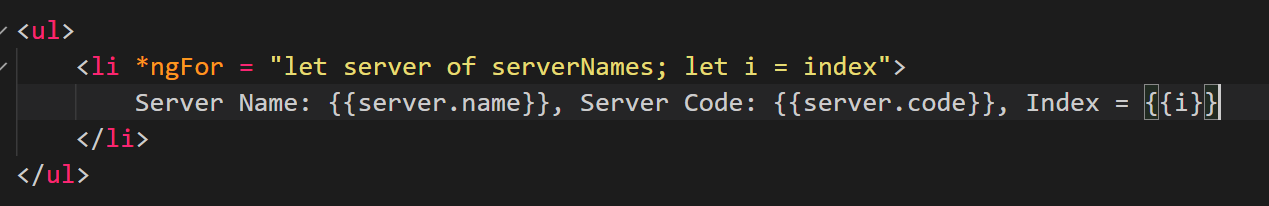 <ul>
<li *ngFor = "let server of serverNames; let i = index">
Server Name: {{server.name}}, Server Code: {{server.code}}, Index = {{i}}
</li>
</ul>